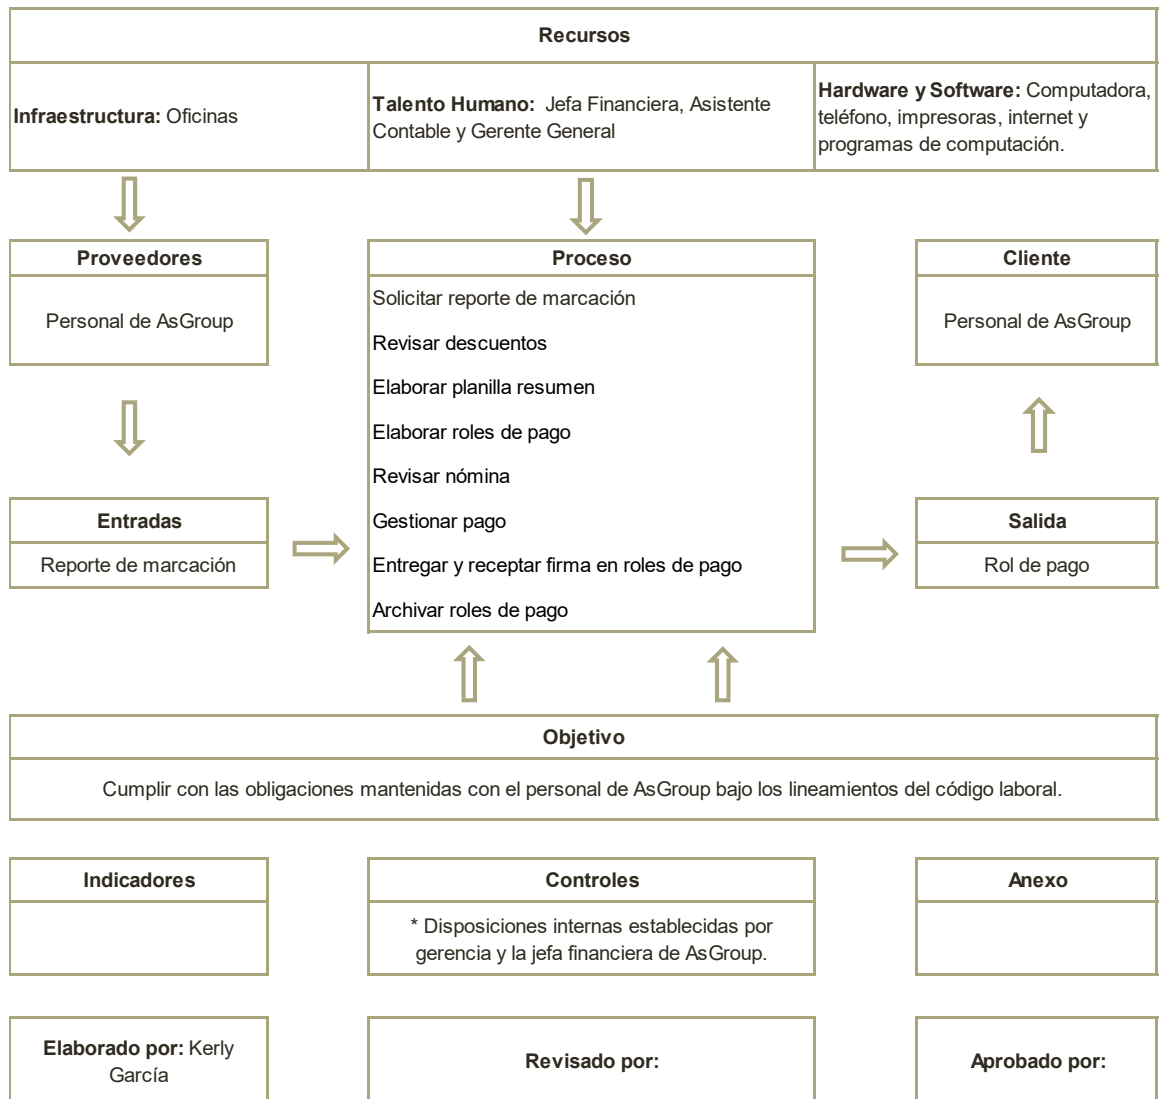 Recursos
Infraestructura: Oficinas
Talento Humano: Jefa Financiera, Asistente
Contable y Gerente General
Hardware y Software: Computadora,
teléfono, impresoras, internet y
programas de computación.
Proveedores
Personal de AsGroup
Proceso
Solicitar reporte de marcación
Revisar descuentos
Elaborar planilla resumen
Elaborar roles de pago
Revisar nómina
Gestionar pago
Entregar y receptar firma en roles de pago
Archivar roles de pago
Cliente
Personal de AsGroup
Entradas
Reporte de marcación
Salida
Rol de pago
Objetivo
Cumplir con las obligaciones mantenidas con el personal de AsGroup bajo los lineamientos del código laboral.
Indicadores
Controles
* Disposiciones internas establecidas por
gerencia y la jefa financiera de AsGroup.
Anexo
Elaborado por: Kerly
García
Revisado por:
Aprobado por: